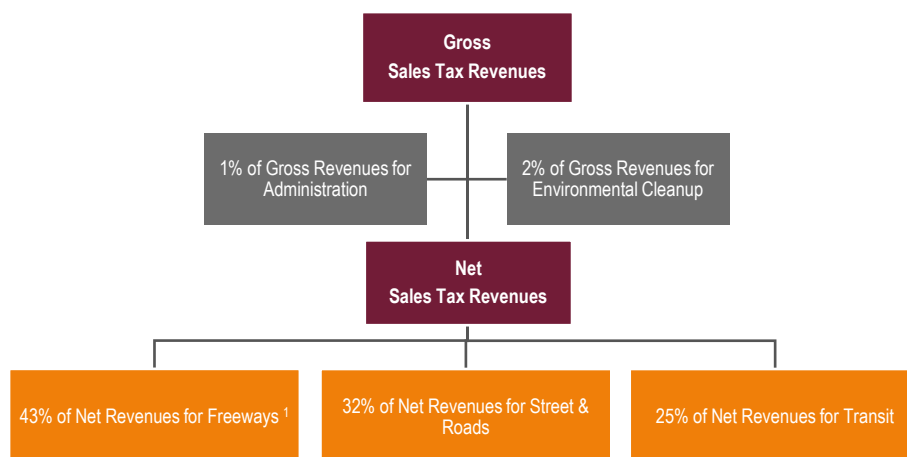 Gross
Sales Tax Revenues
1% of Gross Revenues for
Administration
2% of Gross Revenues for
Environmental Cleanup
Net
Sales Tax Revenues
43% of Net Revenues for Freeways ¹
32% of Net Revenues for Street &
Roads
25% of Net Revenues for Transit